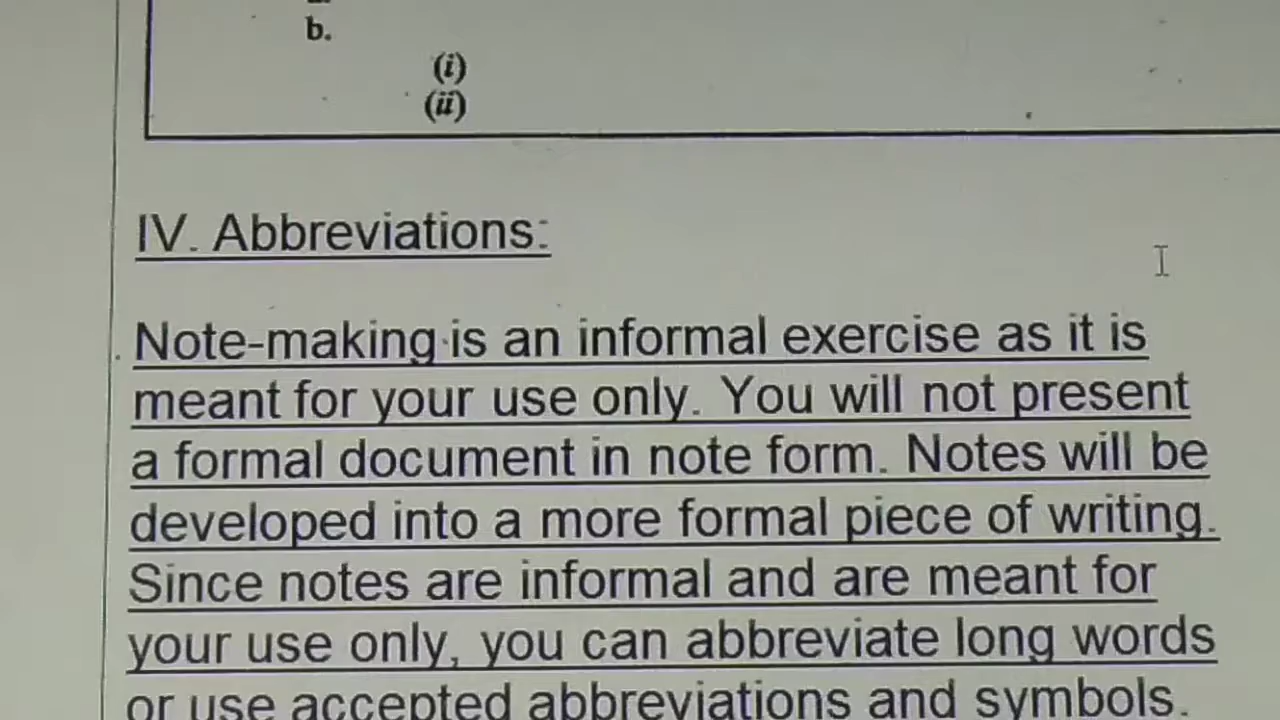 b.
(i)
(ii)
IV. Abbreviations:
Note-making is an informal exercise as it is
meant for your use only. You will not present
a formal document in note form. Notes will be
developed into a more formal piece of writing.
Since notes are informal and are meant for
your use only, you can abbreviate long words
or use accepted abbreviations and symbols.